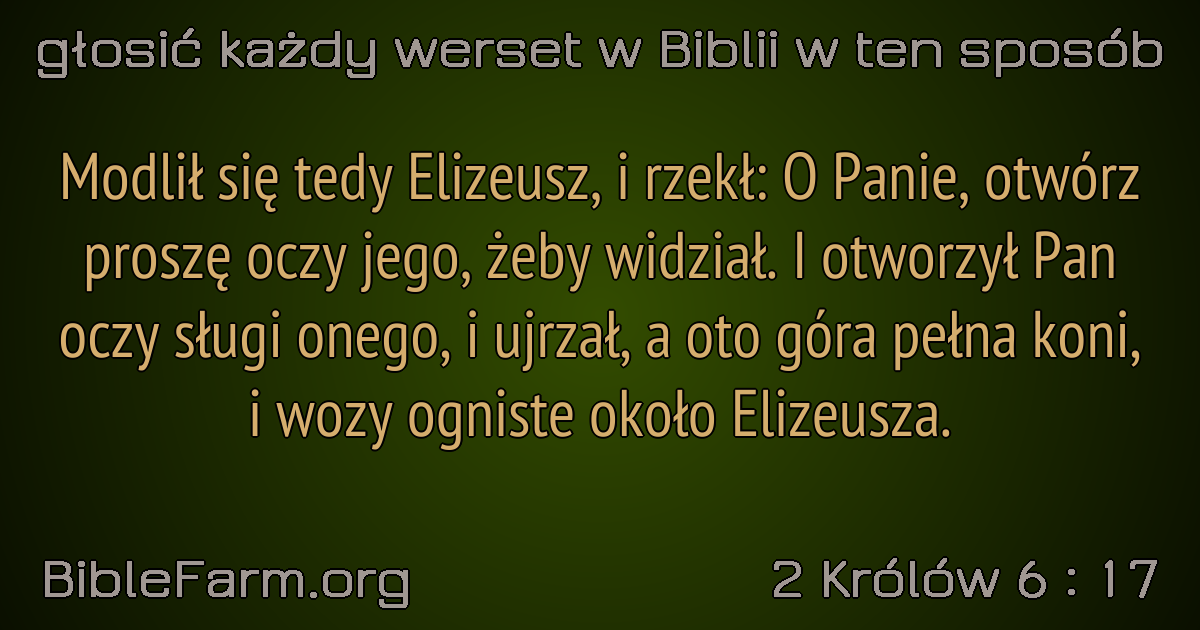 głosić każdy werset w Biblii w ten sposób
Modlił się tedy Elizeusz, i rzekł: O Panie, otwórz
proszę oczy jego, żeby widział. I otworzył Pan
oczy sługi onego, i ujrzał, a oto góra pełna koni,
i wozy ogniste około Elizeusza.
BibleFarm.org
2 Królów 6 : 17